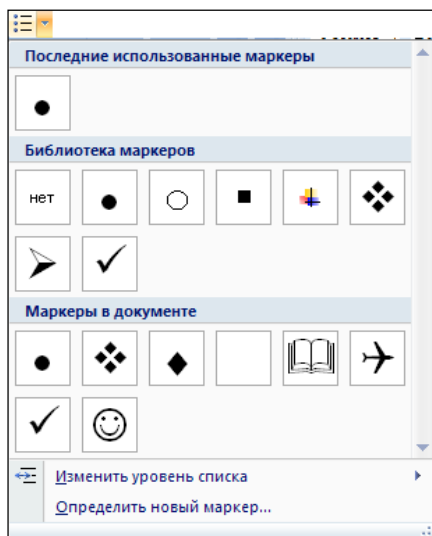 Последние использованные маркеры
Библиотека маркеров
нет
Маркеры в документе
Изменить уровень списка
Определить новый маркер...